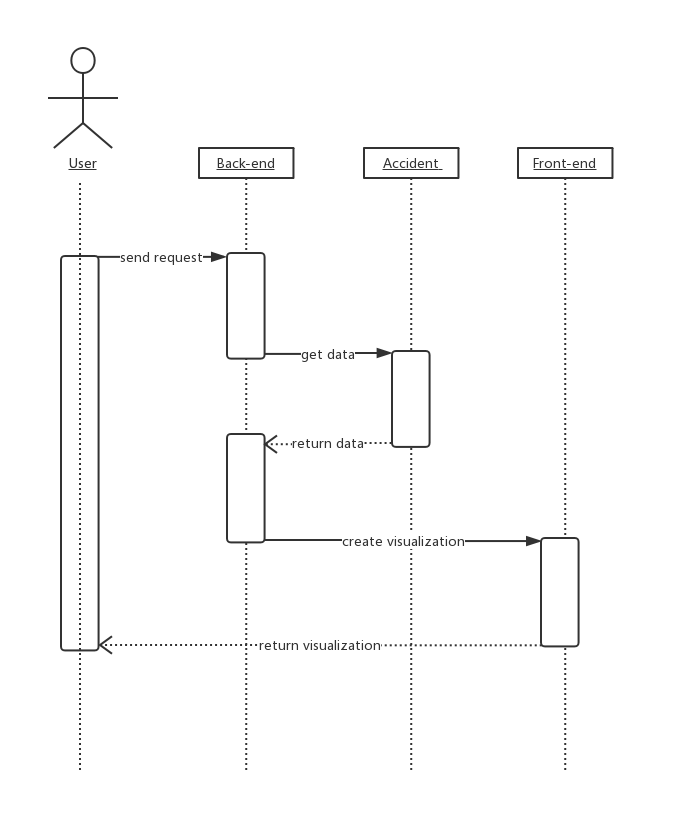 User
Back-end
Accident
Front-end
send request
get data
return data
create visualization
return visualization